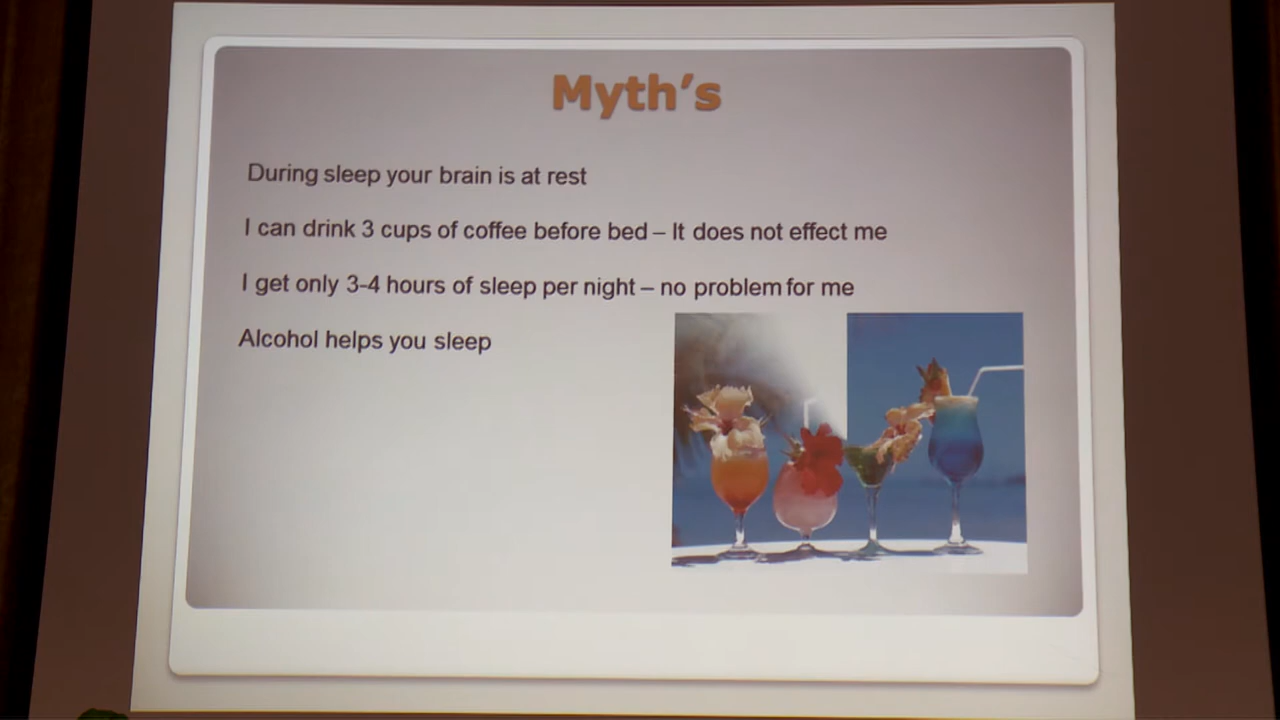 Myth's
During sleep your brain is at rest
I can drink 3 cups of coffee before bed – It does not effect me
I get only 3-4 hours of sleep per night – no problem for me
Alcohol helps you sleep